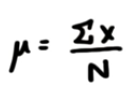 μ = Σx / N